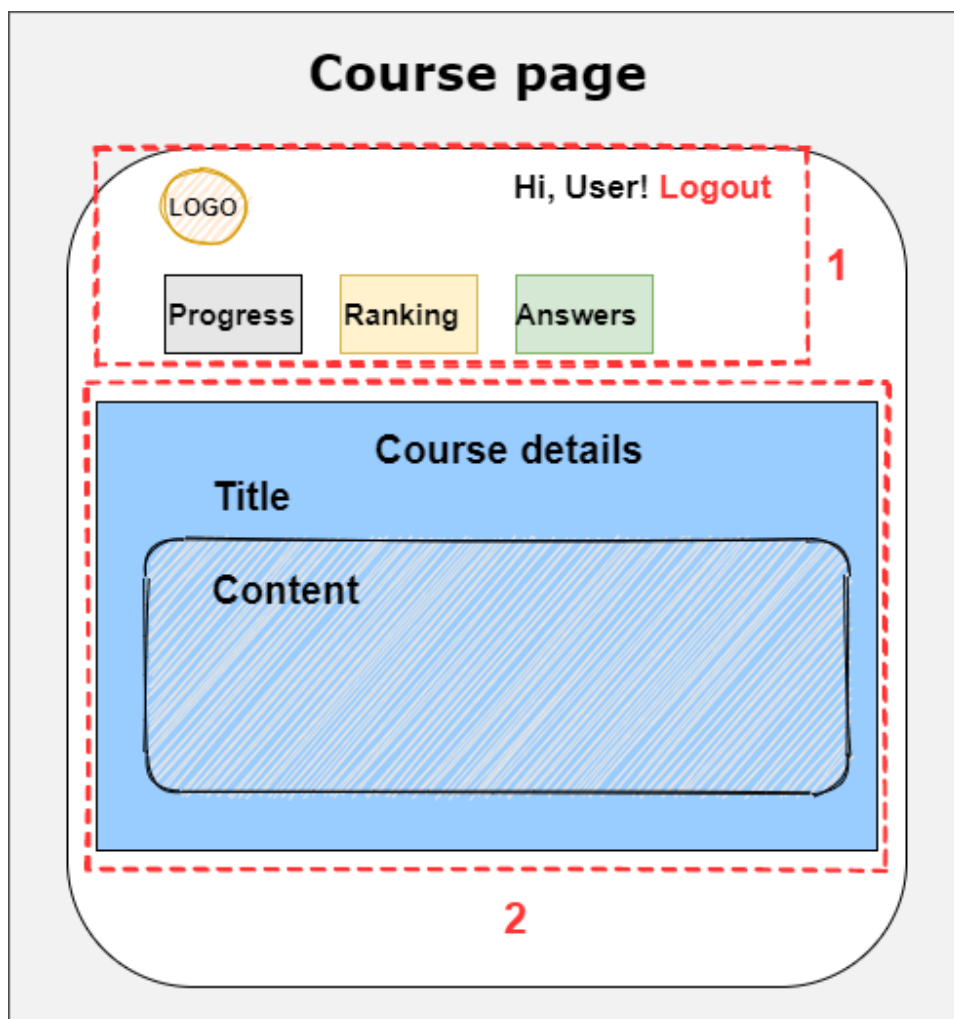 Course page
LOGO
Hi, User! Logout
1
Progress Ranking Answers
Course details
Title
Content
2